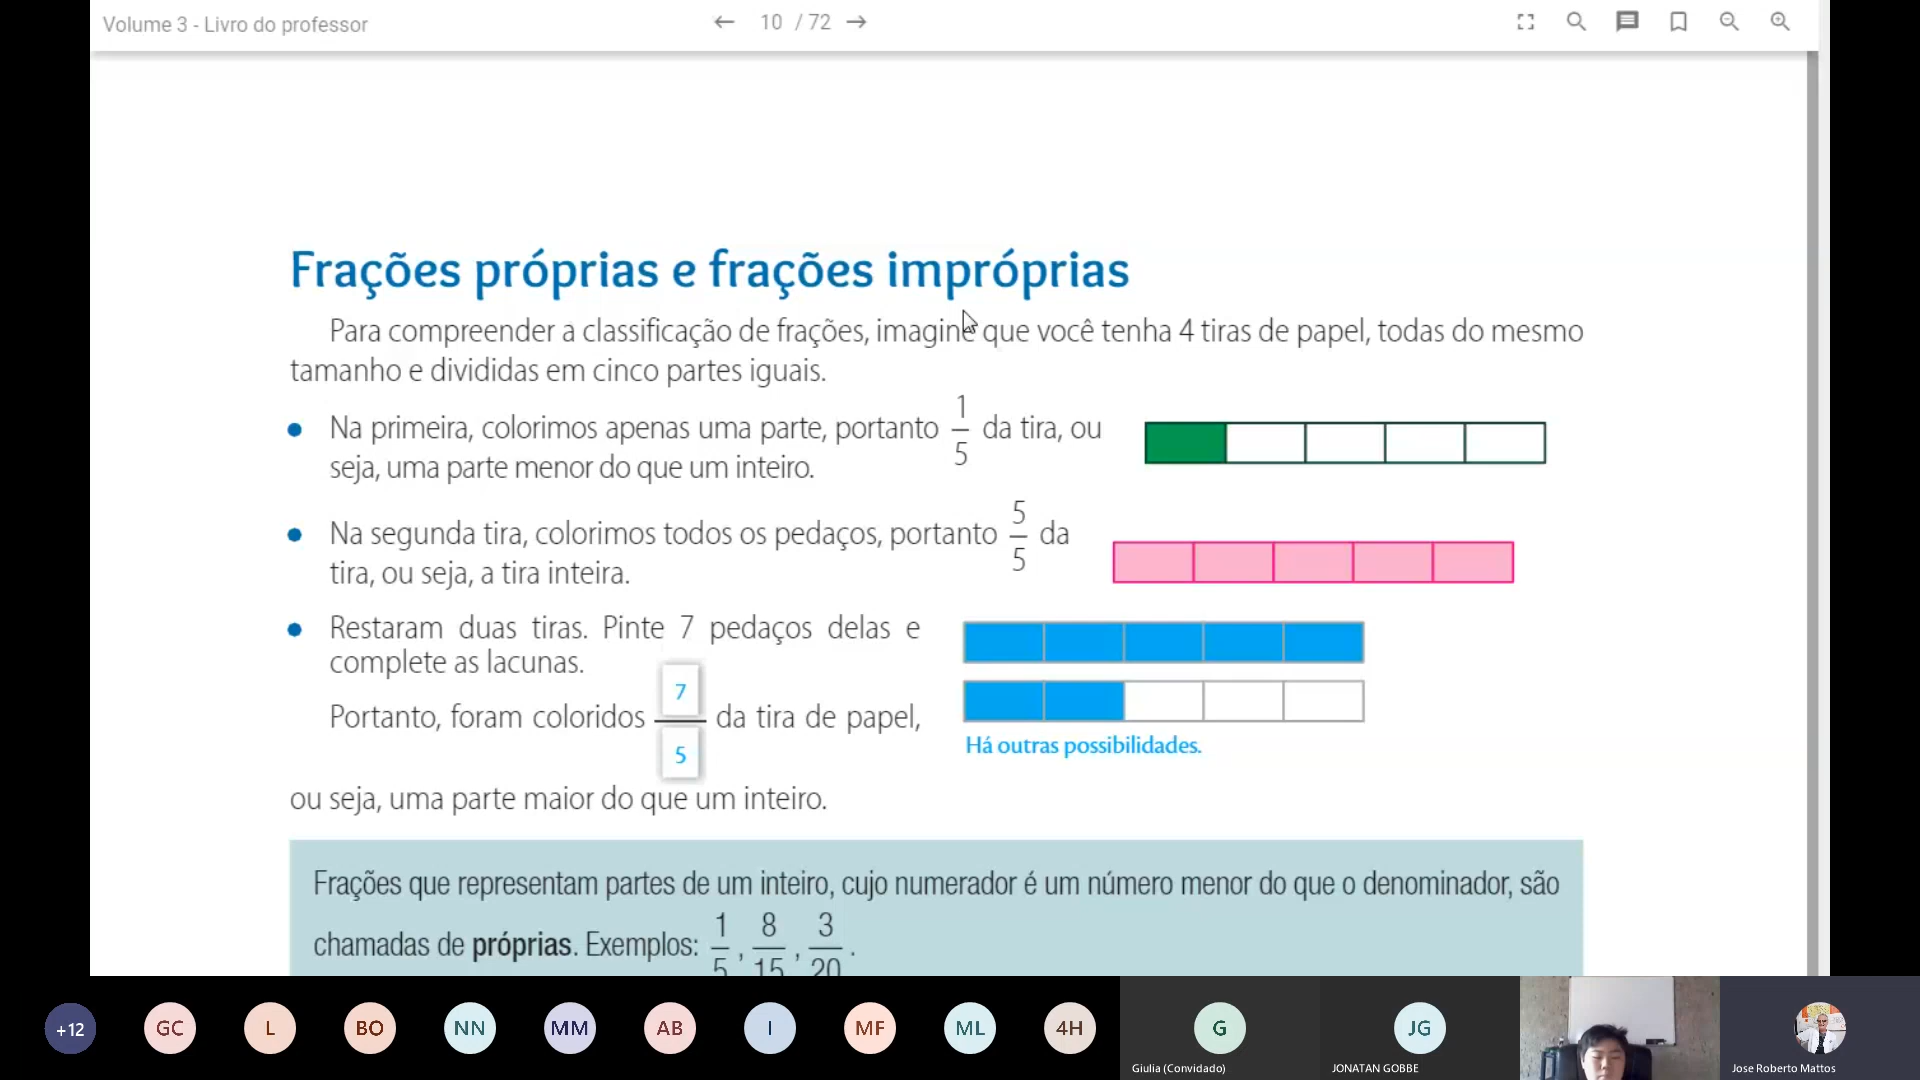 Volume 3 - Livro do professor
10 / 72
Frações próprias e frações impróprias
Para compreender a classificação de frações, imagine que você tenha 4 tiras de papel, todas do mesmo
tamanho e divididas em cinco partes iguais.
• Na primeira, colorimos apenas uma parte, portanto 1/5 da tira, ou
seja, uma parte menor do que um inteiro.
• Na segunda tira, colorimos todos os pedaços, portanto 5/5 da
tira, ou seja, a tira inteira.
• Restaram duas tiras. Pinte 7 pedaços delas e
complete as lacunas.
Portanto, foram coloridos 7/5 da tira de papel,
Há outras possibilidades.
ou seja, uma parte maior do que um inteiro.
Frações que representam partes de um inteiro, cujo numerador é um número menor do que o denominador, são
chamadas de próprias. Exemplos: 1/5, 8/15, 3/20.
+12
GC
L
BO
NN
MM
AB
I
MF
ML
4H
G
Giulia (Convidado)
JG
JONATAN GOBBE
Jose Roberto Mattos